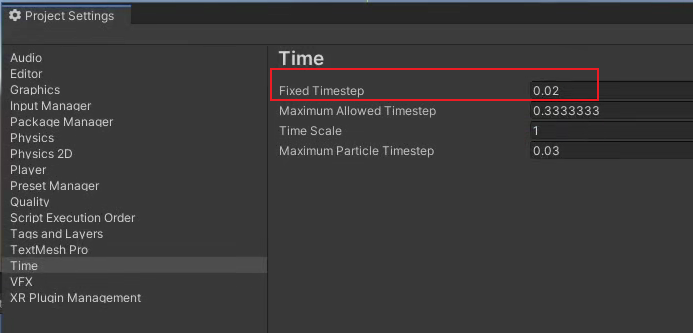 Project Settings
Audio
Editor
Graphics
Input Manager
Package Manager
Physics
Physics 2D
Player
Preset Manager
Quality
Script Execution Order
Tags and Layers
TextMesh Pro
Time
VFX
XR Plugin Management
Time
Fixed Timestep 0.02
Maximum Allowed Timestep 0.3333333
Time Scale 1
Maximum Particle Timestep 0.03